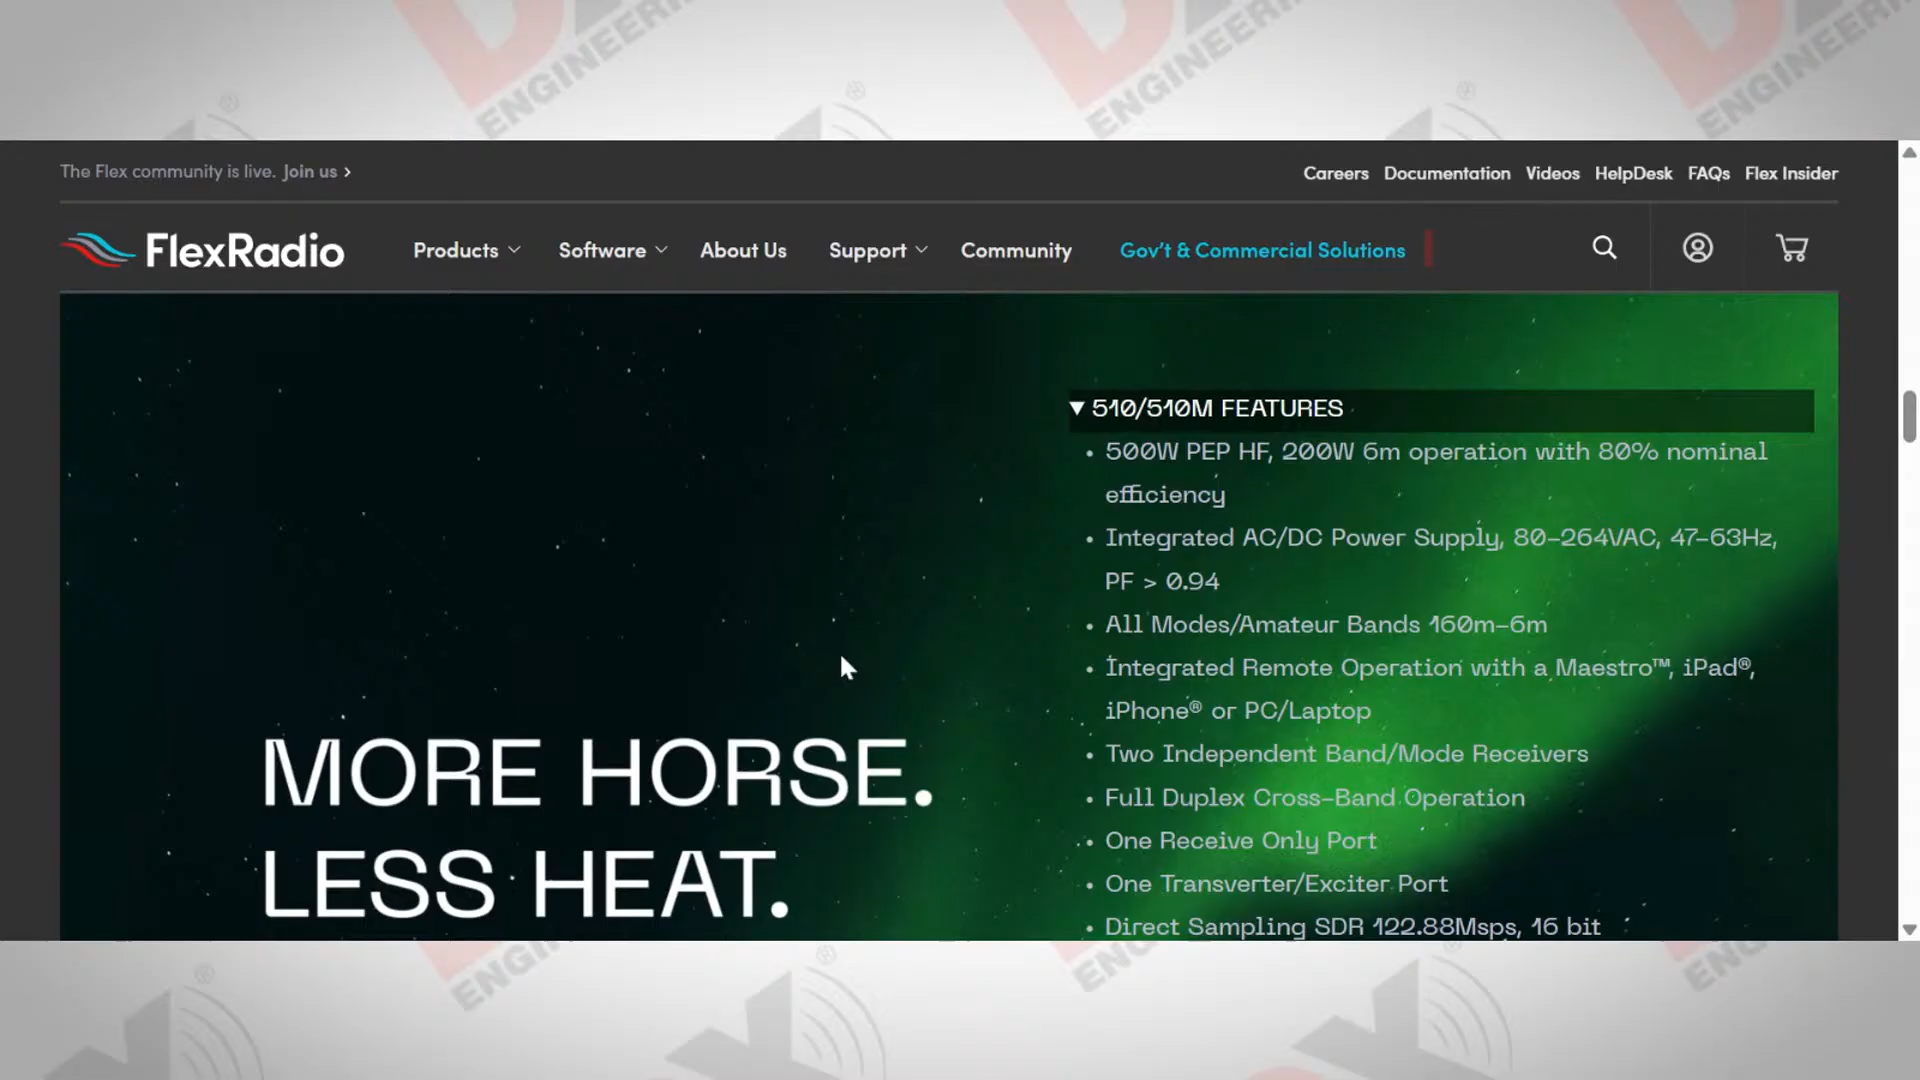 ENGINEERING
ENGINEERING
ENGINEERING
The Flex community is live. Join us >
Careers Documentation Videos HelpDesk FAQs Flex Insider
FlexRadio Products Software About Us Support Community Gov't & Commercial Solutions
▼ 510/510M FEATURES
• 500W PEP HF, 200W 6m operation with 80% nominal
efficiency
• Integrated AC/DC Power Supply, 80-264VAC, 47-63Hz,
PF > 0.94
• All Modes/Amateur Bands 160m-6m
• Integrated Remote Operation with a Maestro™, iPad®,
iPhone® or PC/Laptop
• Two Independent Band/Mode Receivers
• Full Duplex Cross-Band Operation
• One Receive Only Port
• One Transverter/Exciter Port
• Direct Sampling SDR 122.88Msps, 16 bit
MORE HORSE.
LESS HEAT.